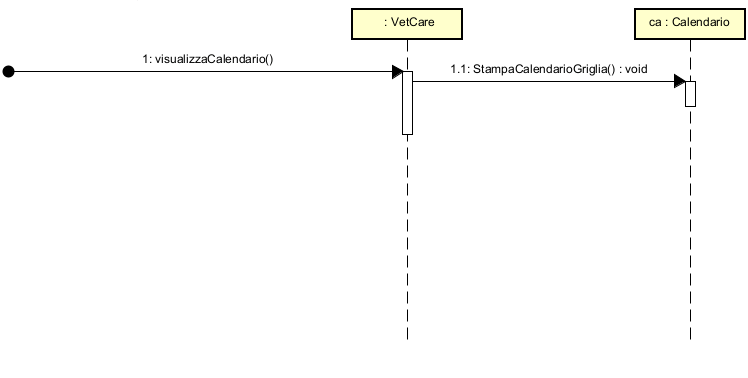 : VetCare
ca : Calendario
1: visualizzaCalendario()
1.1: StampaCalendarioGriglia() : void